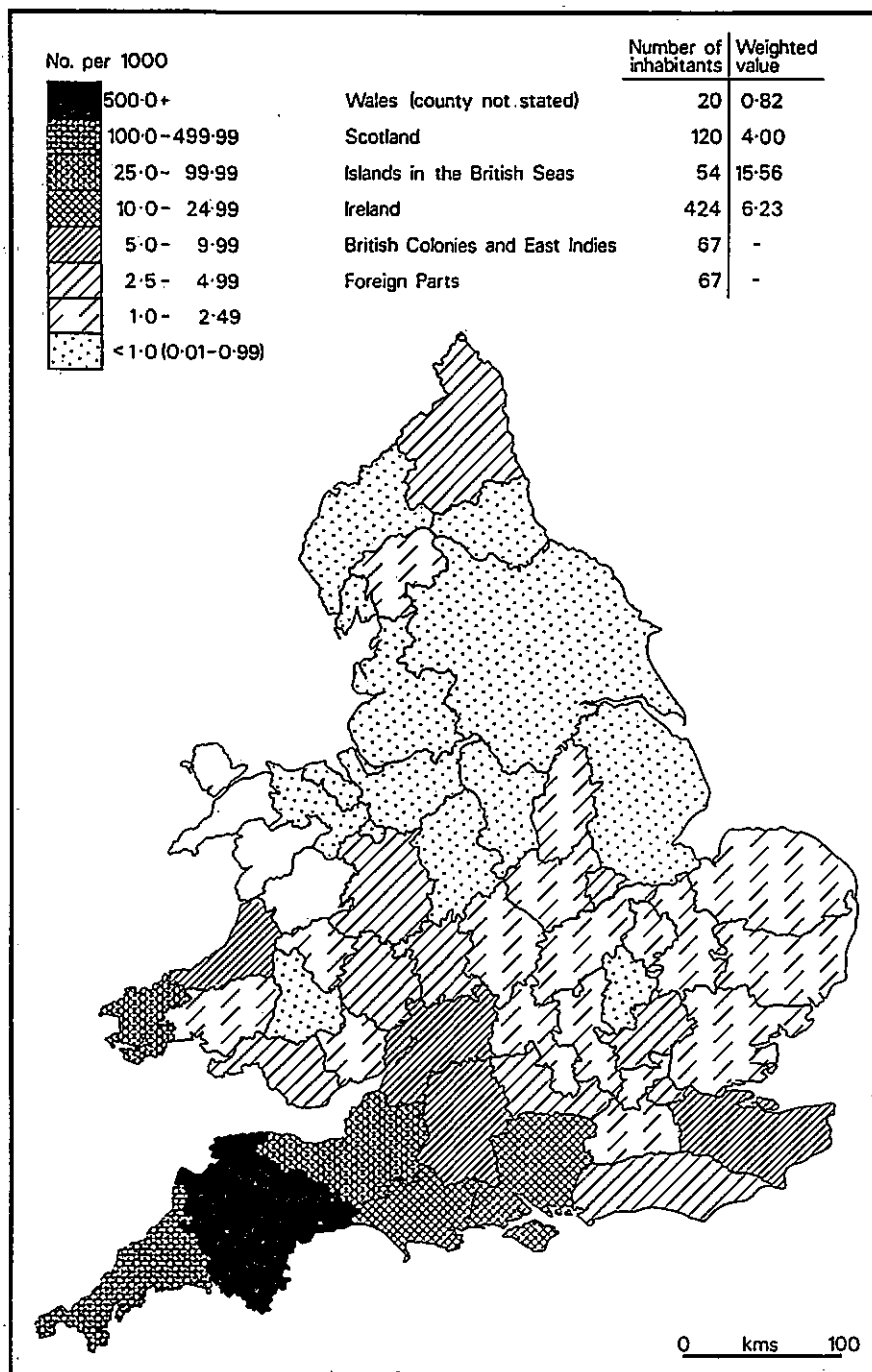 No. per 1000
500·0+
100·0-499·99
25·0- 99·99
10·0- 24·99
5·0- 9·99
2·5- 4·99
1·0- 2·49
<1·0 (0·01-0·99)
Number of inhabitants Weighted value
Wales (county not stated) 20 0·82
Scotland 120 4·00
Islands in the British Seas 54 15·56
Ireland 424 6·23
British Colonies and East Indies 67 -
Foreign Parts 67 -
0 kms 100